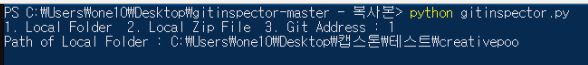 PS C:₩Users₩one10₩Desktop₩gitinspector-master - 복사본> python gitinspector.py
1. Local Folder  2. Local Zip File  3. Git Address : 1
Path of Local Folder : C:₩Users₩one10₩Desktop₩캡스톤₩테스트₩creativepoo